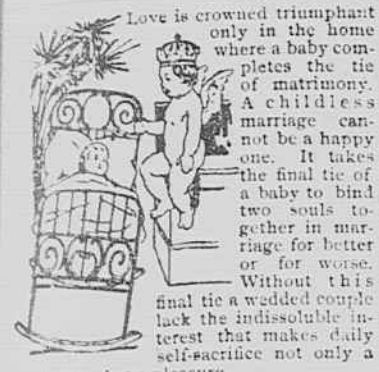 Love is crowned triumphant
only in the home
where a baby com-
pletes the tie
of matrimony.
A childless
marriage can-
not be a happy
one. It takes
the final tie of
a baby to bind
two souls to-
gether in mar-
riage for better
or for worse.
Without this
final tie a wedded couple
lack the indissoluble in-
terest that makes daily
self-sacrifice not only a